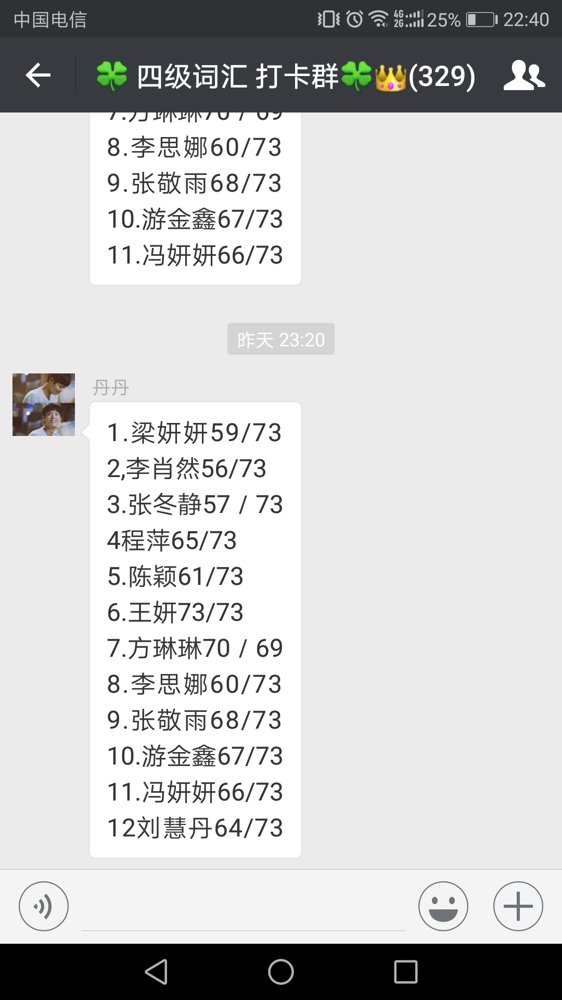 中国电信
4G
2G
25%
22:40
四级词汇 打卡群(329)
7.方琳琳70 / 69
8.李思娜60/73
9.张敬雨68/73
10.游金鑫67/73
11.冯妍妍66/73
昨天 23:20
丹丹
1.梁妍妍59/73
2,李肖然56/73
3.张冬静57 / 73
4程萍65/73
5.陈颖61/73
6.王妍73/73
7.方琳琳70 / 69
8.李思娜60/73
9.张敬雨68/73
10.游金鑫67/73
11.冯妍妍66/73
12刘慧丹64/73